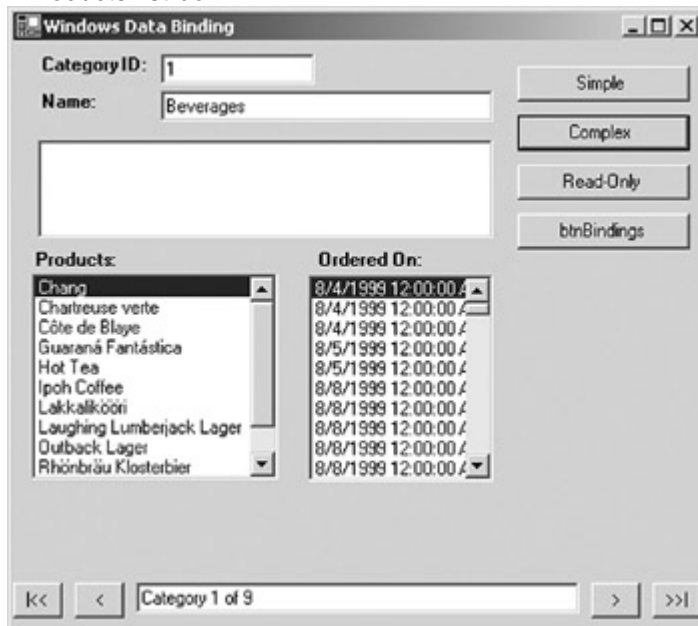 Windows Data Binding
Category ID: 1
Simple
Name: Beverages
Complex
Read-Only
btnBindings
Products:
Chang
Chartreuse verte
Côte de Blaye
Guaraná Fantástica
Hot Tea
Ipoh Coffee
Lakkalikööri
Laughing Lumberjack Lager
Outback Lager
Rhönbräu Klosterbier
Ordered On:
8/4/1999 12:00:00 A
8/4/1999 12:00:00 A
8/4/1999 12:00:00 A
8/5/1999 12:00:00 A
8/5/1999 12:00:00 A
8/8/1999 12:00:00 A
8/8/1999 12:00:00 A
8/8/1999 12:00:00 A
8/8/1999 12:00:00 A
8/8/1999 12:00:00 A
|<<
<
Category 1 of 9
>
>>|